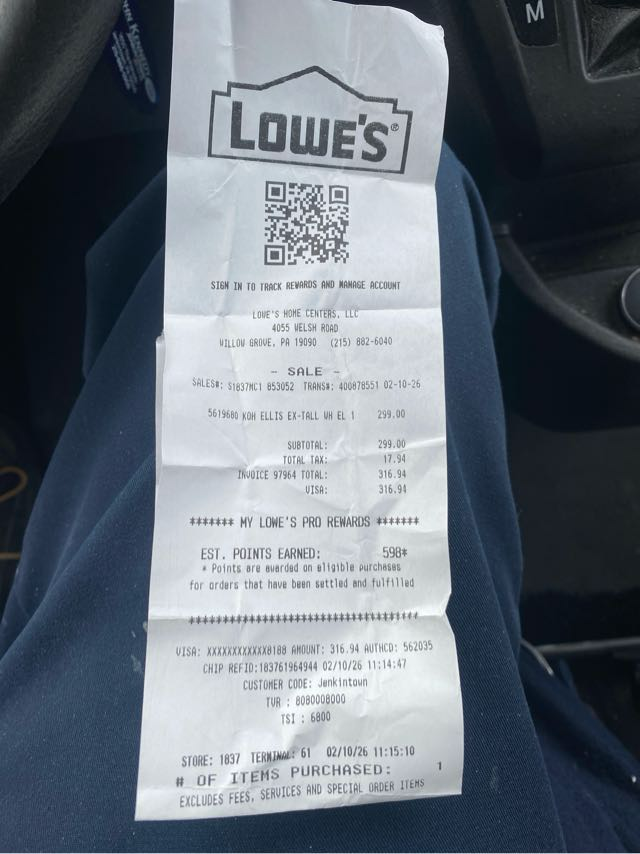 M
LOWE'S®
SIGN IN TO TRACK REWARDS AND MANAGE ACCOUNT
LOWE'S HOME CENTERS, LLC
4055 WELSH ROAD
WILLOW GROVE, PA 19090 (215) 882-6040
- SALE -
SALES#: S1837MC1 853052 TRANS#: 400878551 02-10-26
5619680 KOH ELLIS EX-TALL WH EL 1 299.00
SUBTOTAL: 299.00
TOTAL TAX: 17.94
INVOICE 97964 TOTAL: 316.94
VISA: 316.94
******* MY LOWE'S PRO REWARDS *******
EST. POINTS EARNED: 598*
* Points are awarded on eligible purchases
for orders that have been settled and fulfilled
************************************
VISA: XXXXXXXXXXXX8188 AMOUNT: 316.94 AUTHCD: 562035
CHIP REFID:183761964944 02/10/26 11:14:47
CUSTOMER CODE: Jenkintown
TVR : 8080008000
TSI : 6800
STORE: 1837 TERMINAL: 61 02/10/26 11:15:10
# OF ITEMS PURCHASED: 1
EXCLUDES FEES, SERVICES AND SPECIAL ORDER ITEMS